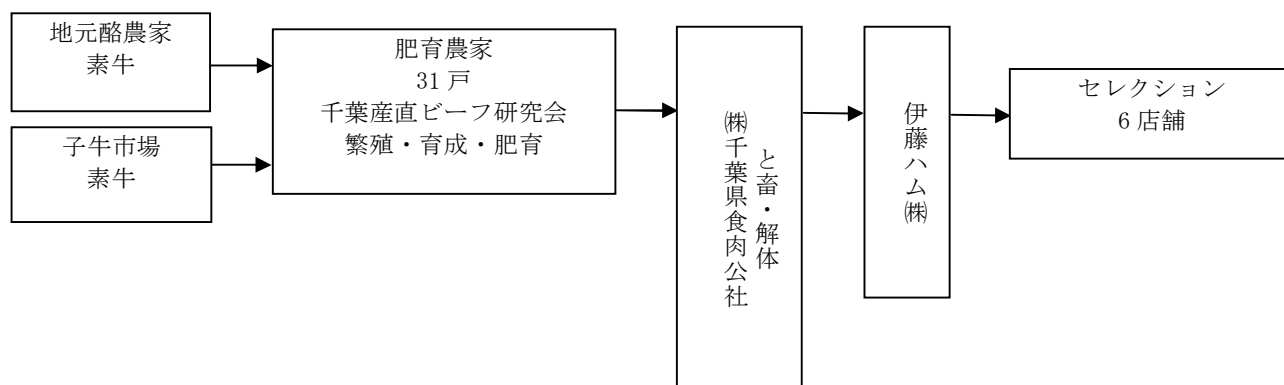 地元酪農家
素牛
子牛市場
素牛
肥育農家
31 戸
千葉産直ビーフ研究会
繁殖・育成・肥育
と畜・解体
㈱千葉県食肉公社
伊藤ハム㈱
セレクション
6 店舗